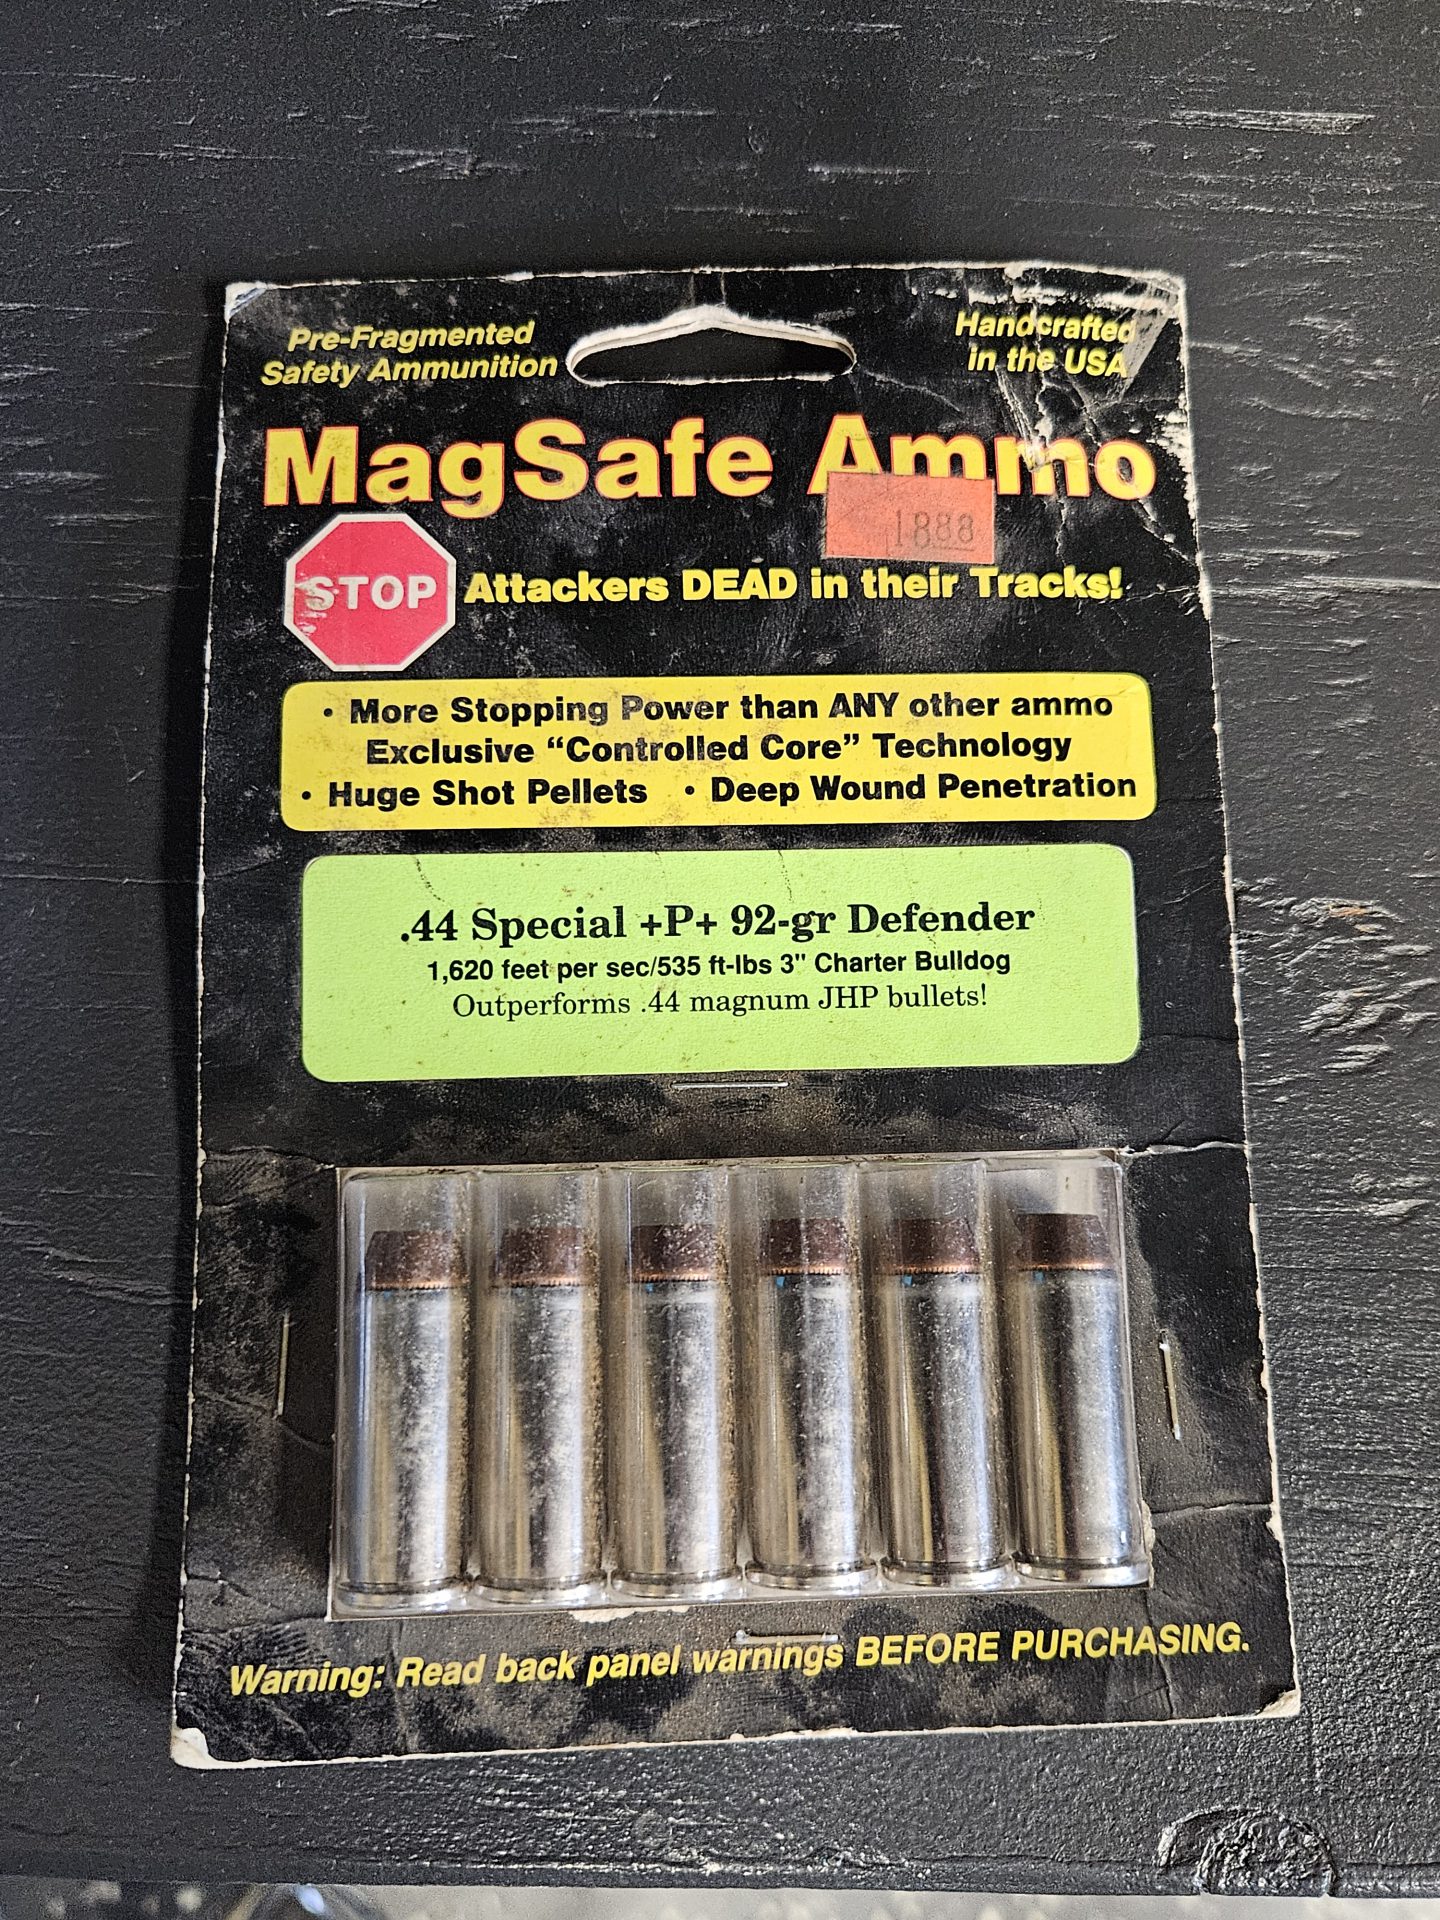 Pre-Fragmented
Safety Ammunition
Handcrafted
in the USA
MagSafe Ammo
1888
STOP Attackers DEAD in their Tracks!
• More Stopping Power than ANY other ammo
Exclusive “Controlled Core” Technology
• Huge Shot Pellets • Deep Wound Penetration
.44 Special +P+ 92-gr Defender
1,620 feet per sec/535 ft-lbs 3" Charter Bulldog
Outperforms .44 magnum JHP bullets!
Warning: Read back panel warnings BEFORE PURCHASING.